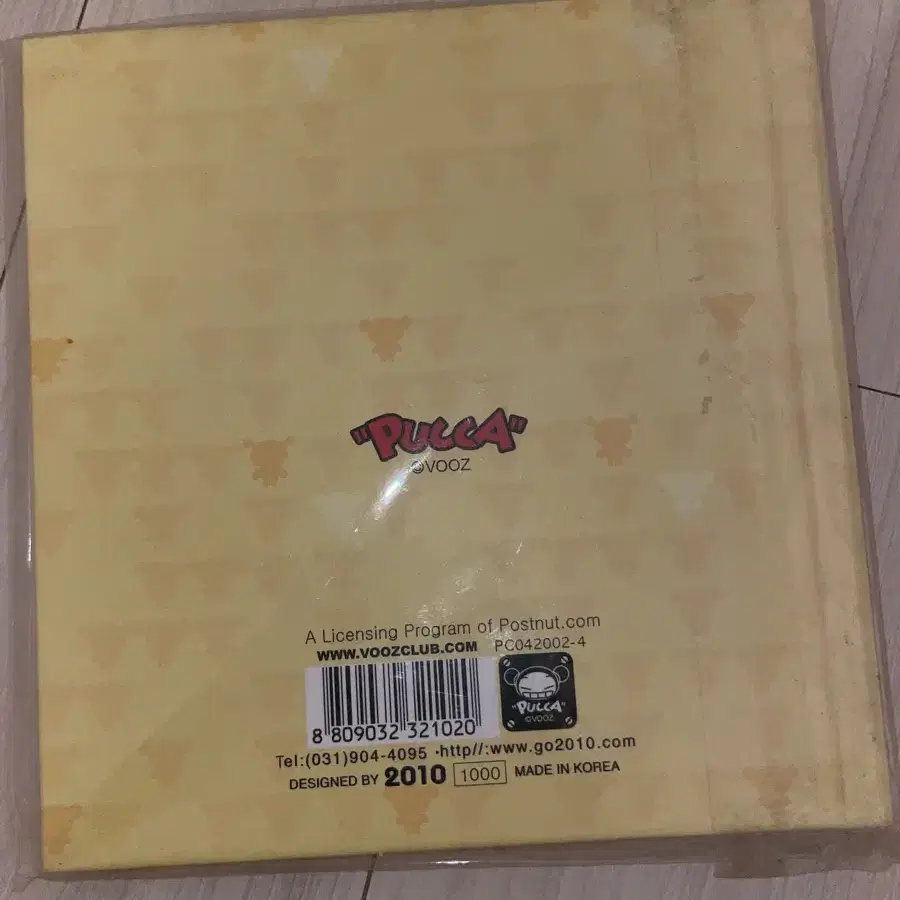 "PUCCA"
©VOOZ
A Licensing Program of Postnut.com
WWW.VOOZCLUB.COM PC042002-4
8 809032 321020
"PUCCA"
©VOOZ
Tel:(031)904-4095 ·http//:www.go2010.com
DESIGNED BY 2010 1000 MADE IN KOREA